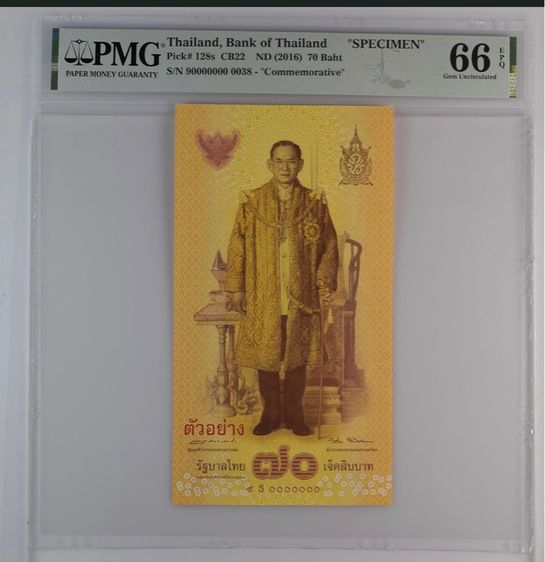 PMG
PAPER MONEY GUARANTY
Thailand, Bank of Thailand "SPECIMEN"
Pick# 128s CB22 ND (2016) 70 Baht
S/N 90000000 0038 - "Commemorative"
66 EPQ
Gem Uncirculated
ตัวอย่าง
รัฐบาลไทย ๗๐ เจ็ดสิบบาท
0000000